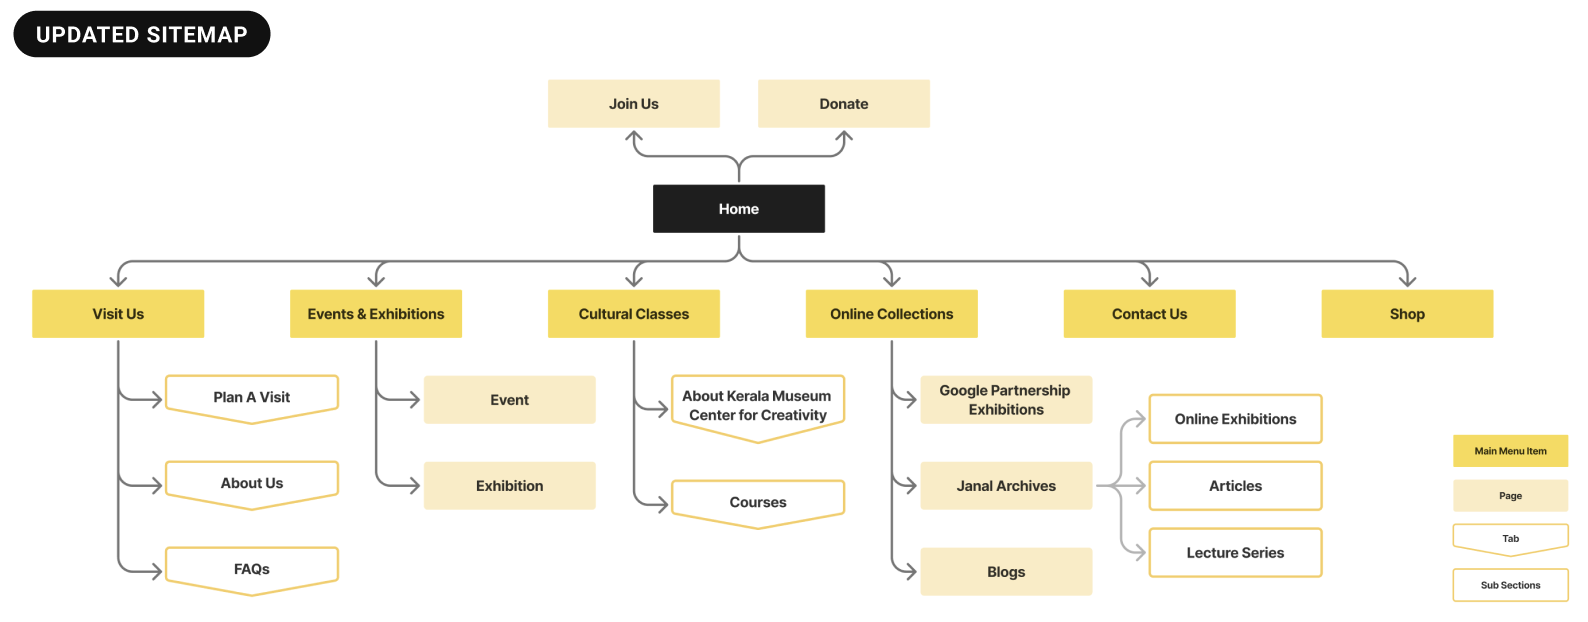 UPDATED SITEMAP
Join Us
Donate
Home
Visit Us
Events & Exhibitions
Cultural Classes
Online Collections
Contact Us
Shop
Plan A Visit
About Us
FAQs
Event
Exhibition
About Kerala Museum
Center for Creativity
Courses
Google Partnership
Exhibitions
Janal Archives
Blogs
Online Exhibitions
Articles
Lecture Series
Main Menu Item
Page
Tab
Sub Sections